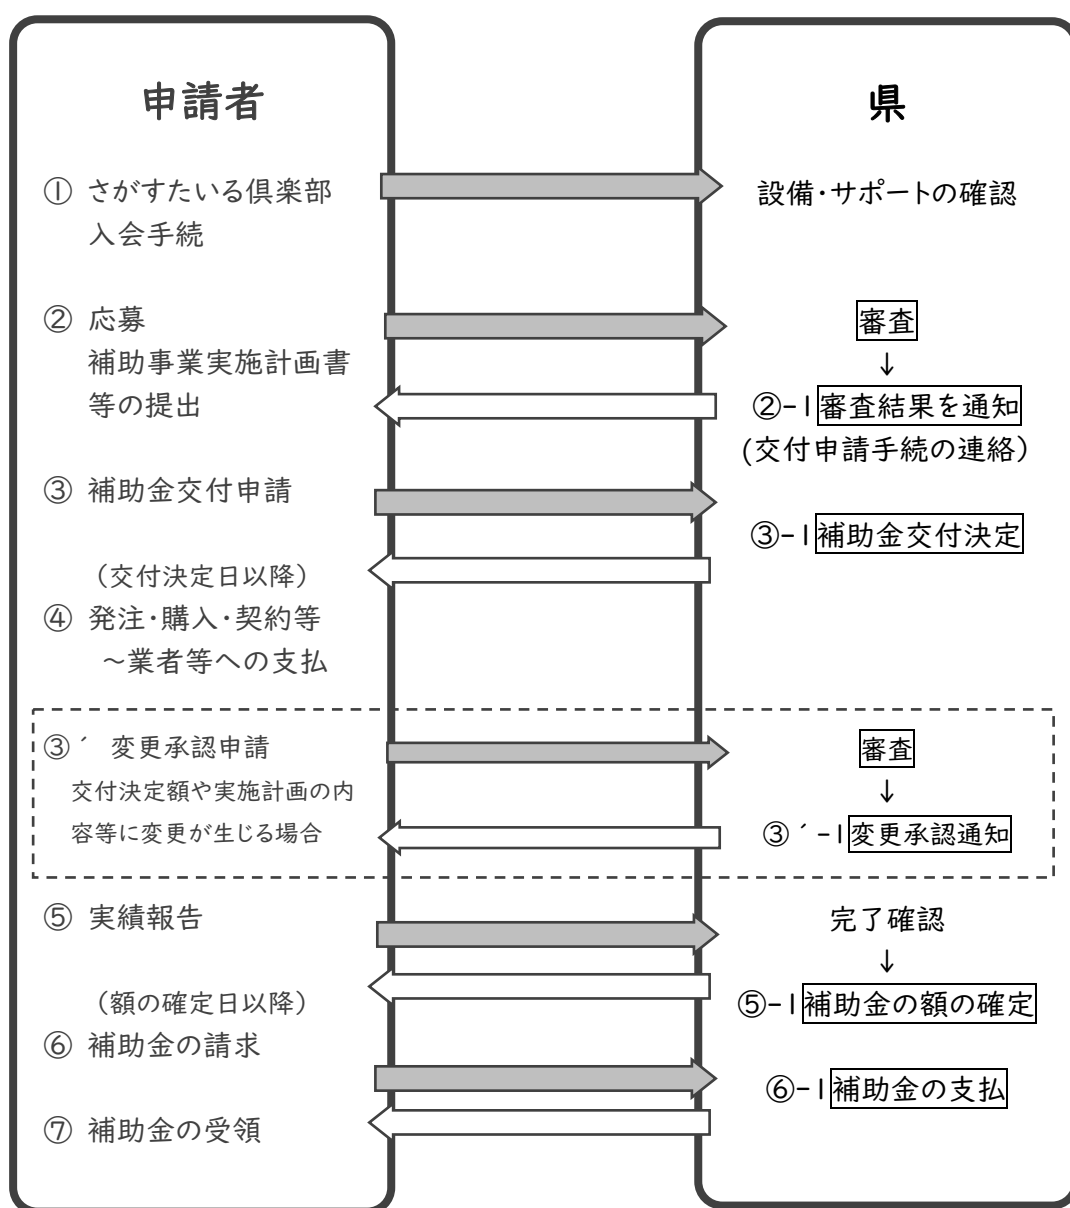 申請者
県
① さがすたいる倶楽部
入会手続
設備・サポートの確認
② 応募
補助事業実施計画書
等の提出
審査
↓
②-1審査結果を通知
(交付申請手続の連絡)
③ 補助金交付申請
③-1補助金交付決定
（交付決定日以降）
④ 発注・購入・契約等
～業者等への支払
③´ 変更承認申請
交付決定額や実施計画の内
容等に変更が生じる場合
審査
↓
③´-1変更承認通知
⑤ 実績報告
完了確認
↓
⑤-1補助金の額の確定
（額の確定日以降）
⑥ 補助金の請求
⑥-1補助金の支払
⑦ 補助金の受領